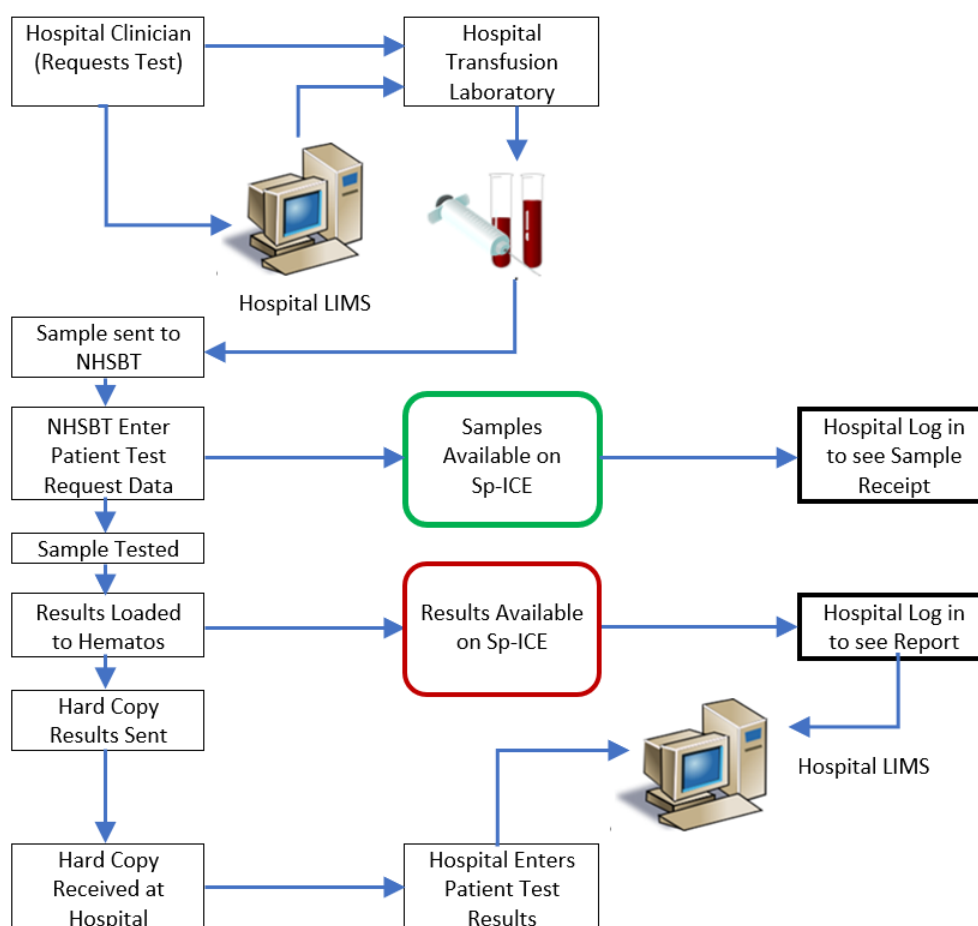 Hospital Clinician
(Requests Test)
Hospital
Transfusion
Laboratory
Hospital LIMS
Sample sent to
NHSBT
NHSBT Enter
Patient Test
Request Data
Samples
Available on
Sp-ICE
Hospital Log in
to see Sample
Receipt
Sample Tested
Results Loaded
to Hematos
Results Available
on Sp-ICE
Hospital Log in
to see Report
Hard Copy
Results Sent
Hospital LIMS
Hard Copy
Received at
Hospital
Hospital Enters
Patient Test
Results